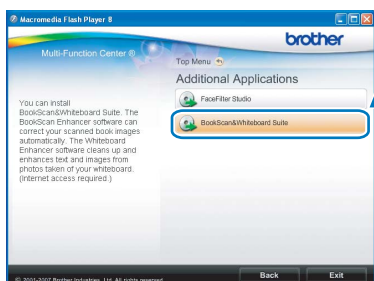 Macromedia Flash Player 8
brother
Multi-Function Center ®
Top Menu
Additional Applications
FaceFilter Studio
BookScan&Whiteboard Suite
You can install
BookScan&Whiteboard Suite. The
BookScan Enhancer software can
correct your scanned book images
automatically. The Whiteboard
Enhancer software cleans up and
enhances text and images from
photos taken of your whiteboard.
(Internet access required.)
Back
Exit
© 2001-2007 Brother Industries, Ltd. All rights reserved.